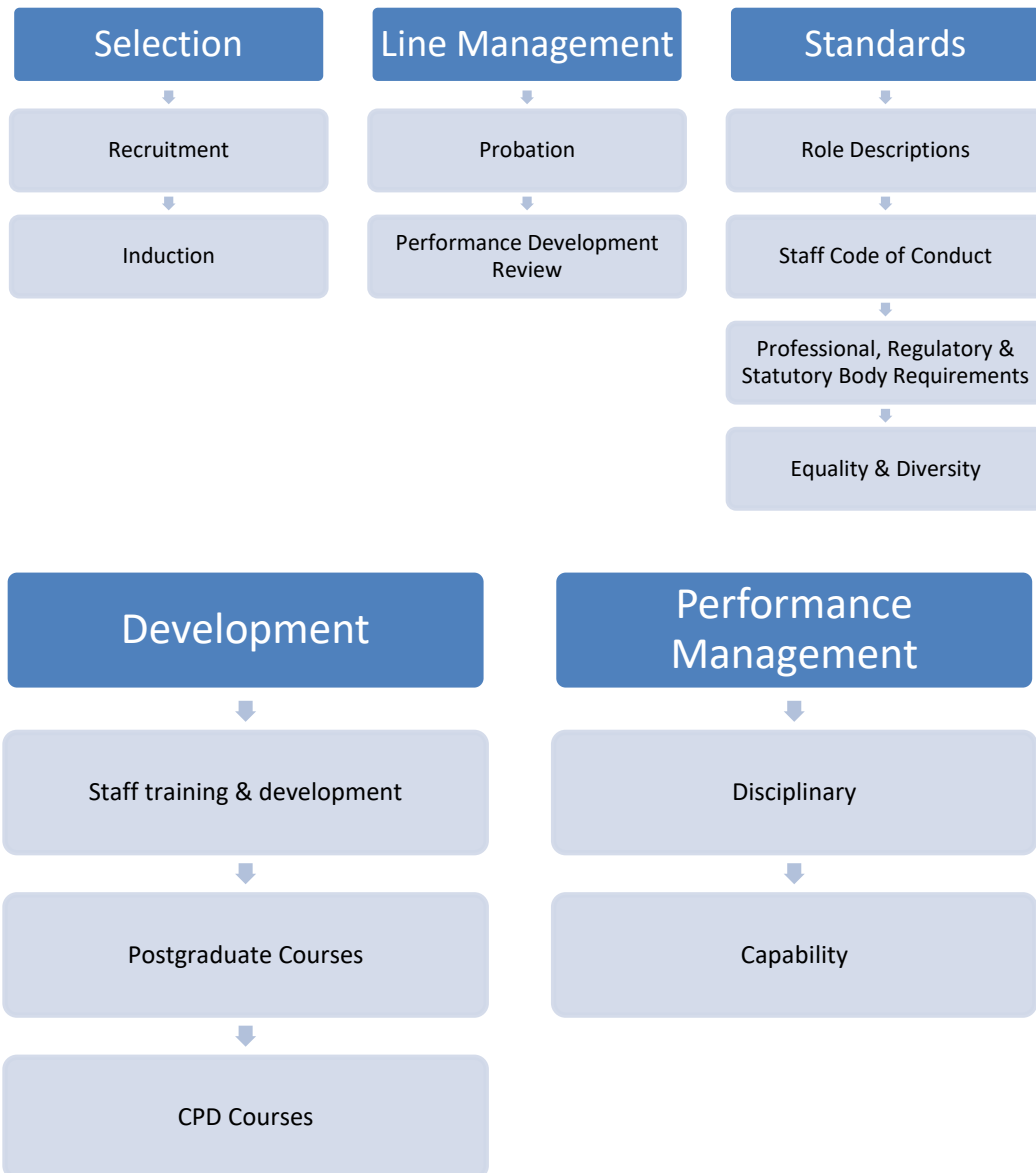 Selection
Recruitment
Induction
Line Management
Probation
Performance Development
Review
Standards
Role Descriptions
Staff Code of Conduct
Professional, Regulatory &
Statutory Body Requirements
Equality & Diversity
Development
Staff training & development
Postgraduate Courses
CPD Courses
Performance
Management
Disciplinary
Capability